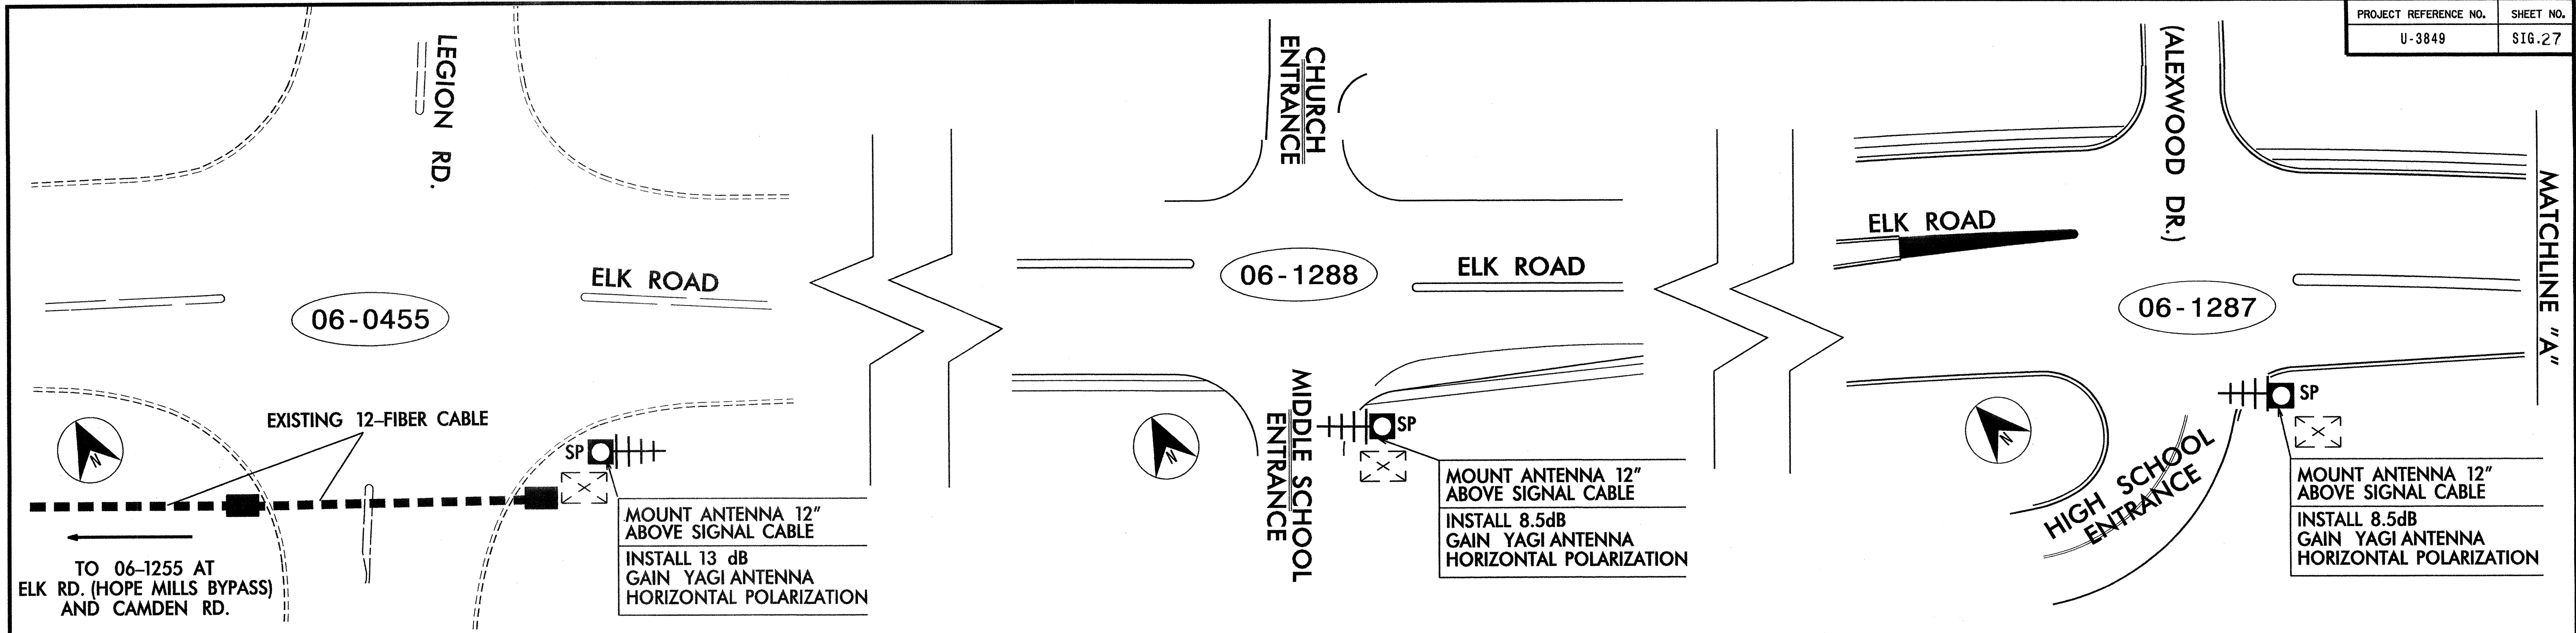 PROJECT REFERENCE NO.
SHEET NO.
U-3849
SIG.27
LEGION RD.
ELK ROAD
06-0455
EXISTING 12-FIBER CABLE
N
SP
X
MOUNT ANTENNA 12"
ABOVE SIGNAL CABLE
INSTALL 13 dB
GAIN YAGI ANTENNA
HORIZONTAL POLARIZATION
TO 06-1255 AT
ELK RD. (HOPE MILLS BYPASS)
AND CAMDEN RD.
CHURCH
ENTRANCE
06-1288
ELK ROAD
MIDDLE SCHOOL
ENTRANCE
N
SP
X
MOUNT ANTENNA 12"
ABOVE SIGNAL CABLE
INSTALL 8.5dB
GAIN YAGI ANTENNA
HORIZONTAL POLARIZATION
(ALEXWOOD DR.)
ELK ROAD
06-1287
MATCHLINE "A"
N
HIGH SCHOOL
ENTRANCE
SP
X
MOUNT ANTENNA 12"
ABOVE SIGNAL CABLE
INSTALL 8.5dB
GAIN YAGI ANTENNA
HORIZONTAL POLARIZATION